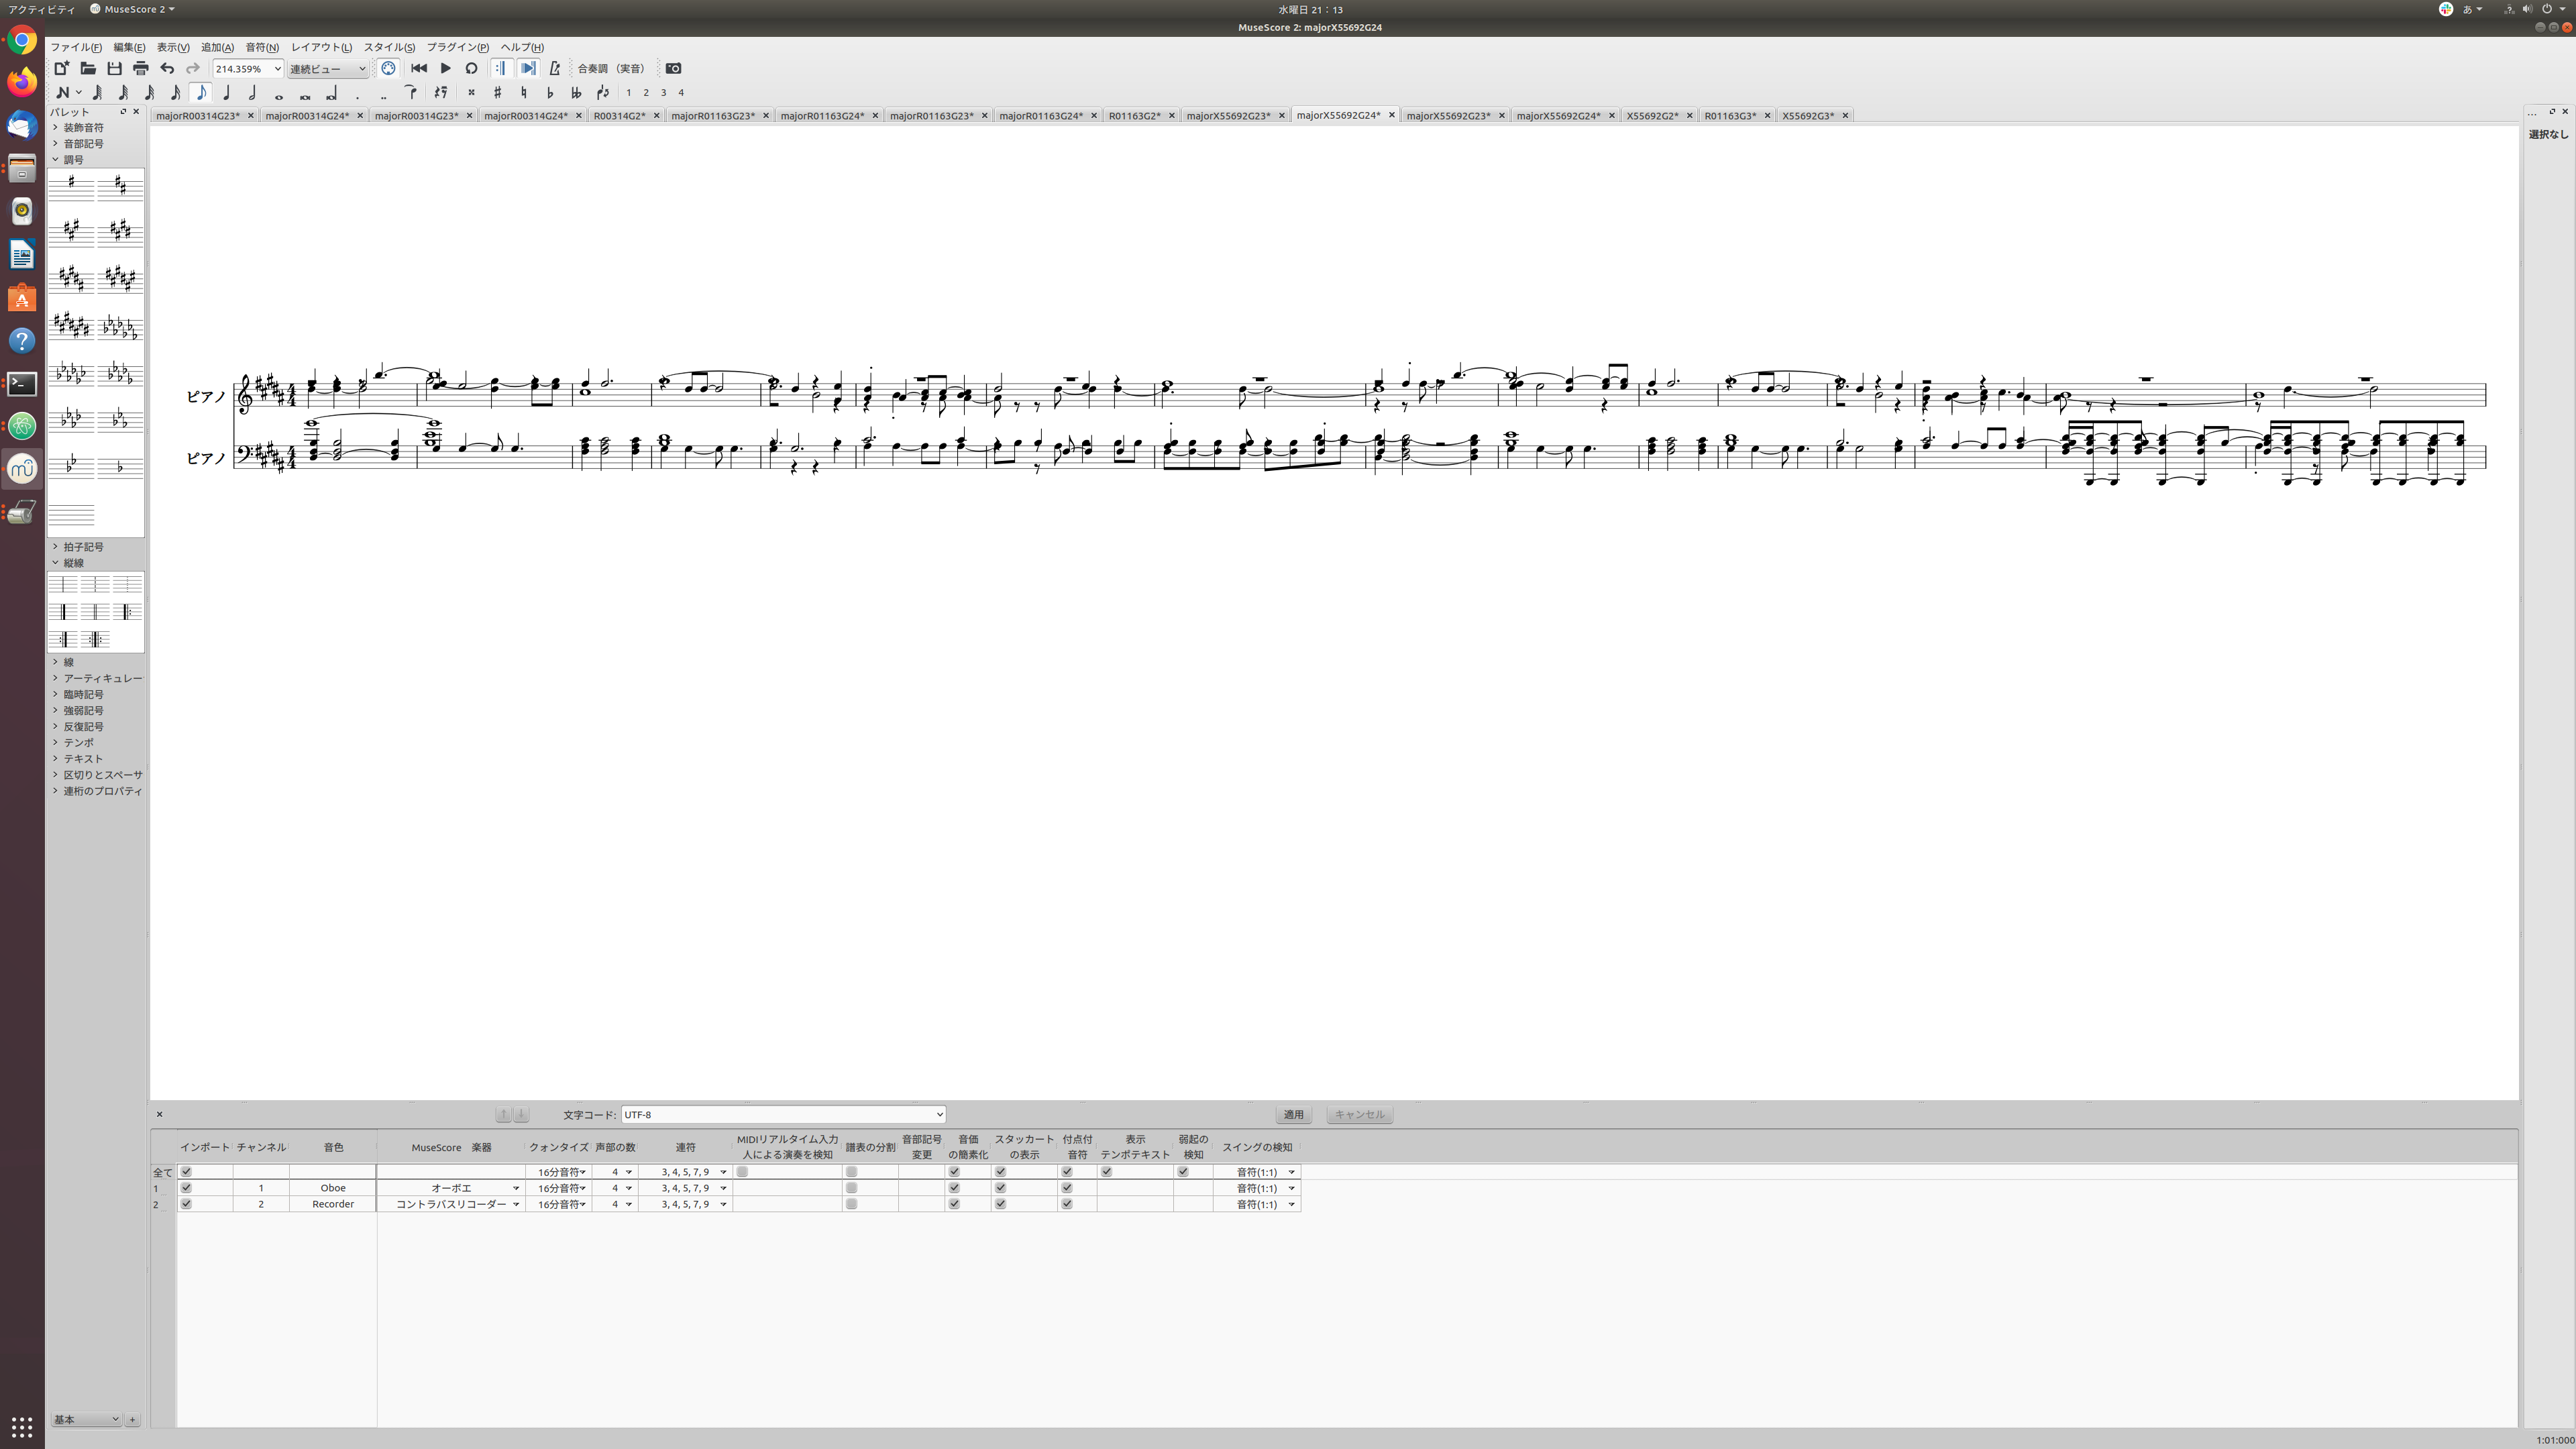 アクティビティ MuseScore 2 水曜日 21：13 あ
MuseScore 2: majorX55692G24
ファイル(F) 編集(E) 表示(V) 追加(A) 音符(N) レイアウト(L) スタイル(S) プラグイン(P) ヘルプ(H)
214.359% 連続ビュー 合奏調 （実音）
N 1 2 3 4
パレット
majorR00314G23* majorR00314G24* majorR00314G23* majorR00314G24* R00314G2* majorR01163G23* majorR01163G24* majorR01163G23* majorR01163G24* R01163G2* majorX55692G23* majorX55692G24* majorX55692G23* majorX55692G24* X55692G2* R01163G3* X55692G3*
選択なし
装飾音符
音部記号
調号
ピアノ
ピアノ
拍子記号
縦線
線
アーティキュレー
臨時記号
強弱記号
反復記号
テンポ
テキスト
区切りとスペーサ
連桁のプロパティ
基本 +
文字コード: UTF-8 適用 キャンセル
インポート チャンネル 音色 MuseScore 楽器 クォンタイズ 声部の数 連符 MIDIリアルタイム入力 人による演奏を検知 譜表の分割 音部記号 変更 音価 の簡素化 スタッカート の表示 付点付 音符 表示 テンポテキスト 弱起の 検知 スイングの検知
全て 16分音符 4 3, 4, 5, 7, 9 音符(1:1)
1 1 Oboe オーボエ 16分音符 4 3, 4, 5, 7, 9 音符(1:1)
2 2 Recorder コントラバスリコーダー 16分音符 4 3, 4, 5, 7, 9 音符(1:1)
1:01:000